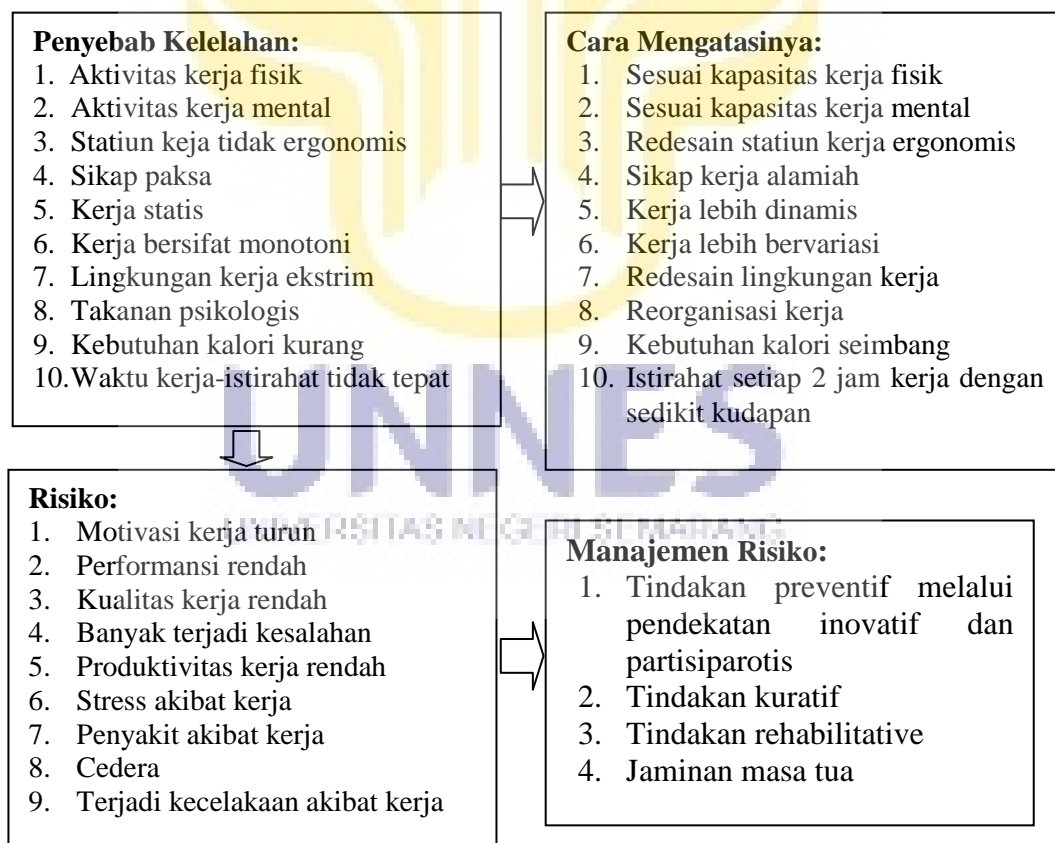 Penyebab Kelelahan:
1. Aktivitas kerja fisik
2. Aktivitas kerja mental
3. Statiun keja tidak ergonomis
4. Sikap paksa
5. Kerja statis
6. Kerja bersifat monotoni
7. Lingkungan kerja ekstrim
8. Takanan psikologis
9. Kebutuhan kalori kurang
10.Waktu kerja-istirahat tidak tepat
Cara Mengatasinya:
1. Sesuai kapasitas kerja fisik
2. Sesuai kapasitas kerja mental
3. Redesain statiun kerja ergonomis
4. Sikap kerja alamiah
5. Kerja lebih dinamis
6. Kerja lebih bervariasi
7. Redesain lingkungan kerja
8. Reorganisasi kerja
9. Kebutuhan kalori seimbang
10. Istirahat setiap 2 jam kerja dengan
sedikit kudapan
UNNES
UNIVERSITAS NEGERI SEMARANG
Risiko:
1. Motivasi kerja turun
2. Performansi rendah
3. Kualitas kerja rendah
4. Banyak terjadi kesalahan
5. Produktivitas kerja rendah
6. Stress akibat kerja
7. Penyakit akibat kerja
8. Cedera
9. Terjadi kecelakaan akibat kerja
Manajemen Risiko:
1. Tindakan preventif melalui
pendekatan inovatif dan
partisiparotis
2. Tindakan kuratif
3. Tindakan rehabilitative
4. Jaminan masa tua